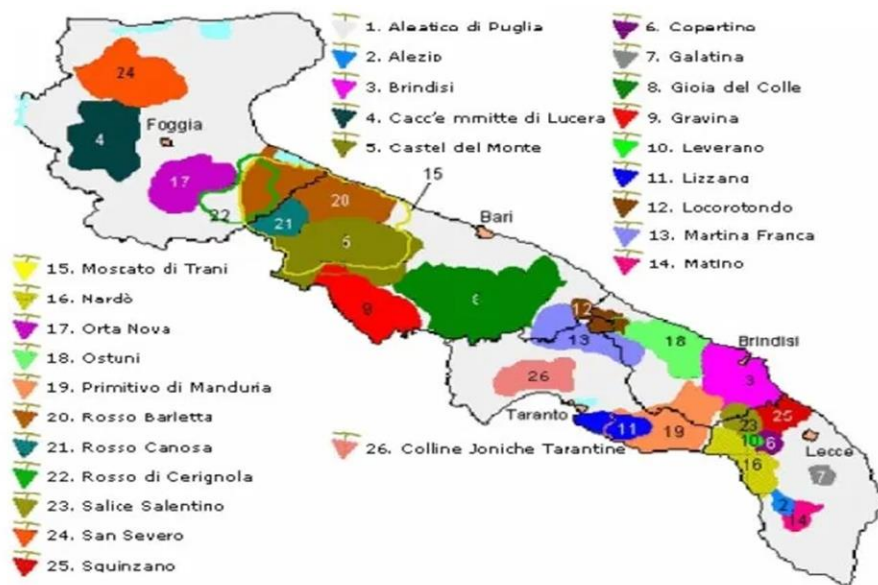 1. Aleatico di Puglia
2. Alezio
3. Brindisi
4. Cacc'e mmitte di Lucera
5. Castel del Monte
6. Copertino
7. Galatina
8. Gioia del Colle
9. Gravina
10. Leverano
11. Lizzano
12. Locorotondo
13. Martina Franca
14. Matino
24
4
Foggia
17
22
15
20
21
5
Bari
9
8
12
13
18
Brindisi
3
26
Taranto
11
19
25
23
10
6
Lecce
16
7
2
14
15. Moscato di Trani
16. Nardò
17. Orta Nova
18. Ostuni
19. Primitivo di Manduria
20. Rosso Barletta
21. Rosso Canosa
22. Rosso di Cerignola
23. Salice Salentino
24. San Severo
25. Squinzano
26. Colline Joniche Tarantine